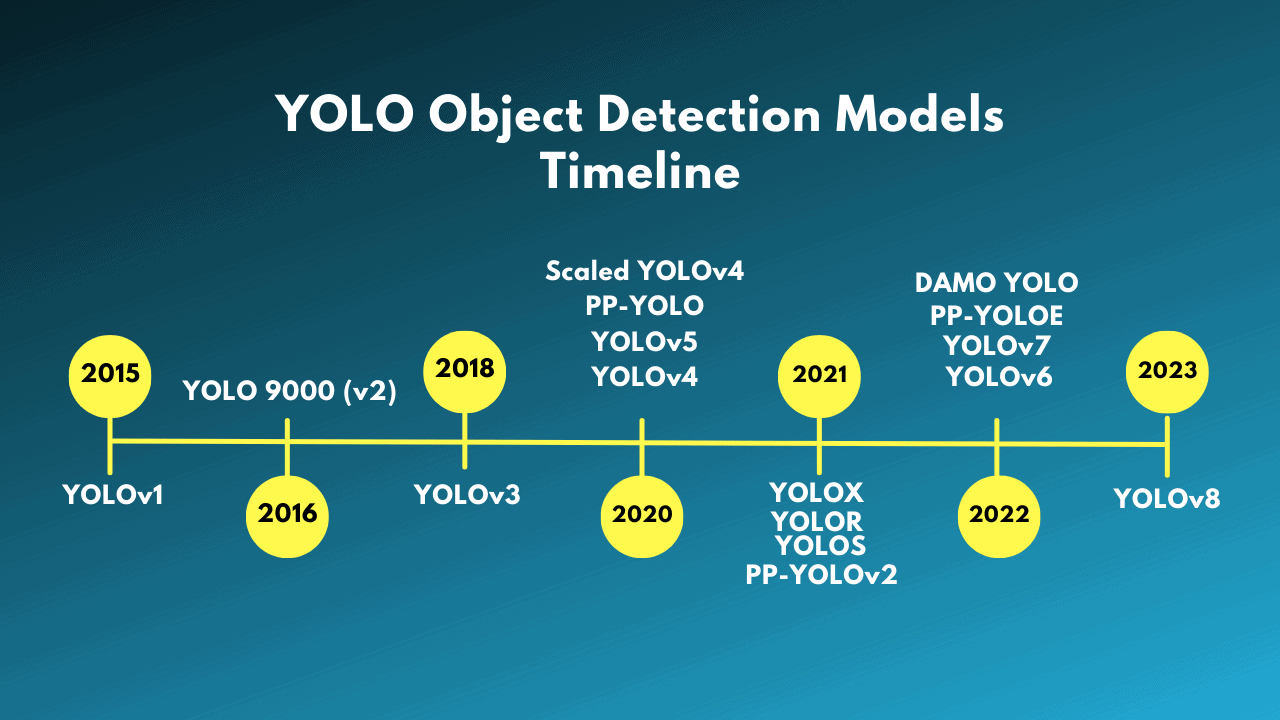 YOLO Object Detection Models
Timeline
2015
YOLOv1
YOLO 9000 (v2)
2016
2018
YOLOv3
Scaled YOLOv4
PP-YOLO
YOLOv5
YOLOv4
2020
2021
YOLOX
YOLOR
YOLOS
PP-YOLOv2
DAMO YOLO
PP-YOLOE
YOLOv7
YOLOv6
2022
2023
YOLOv8